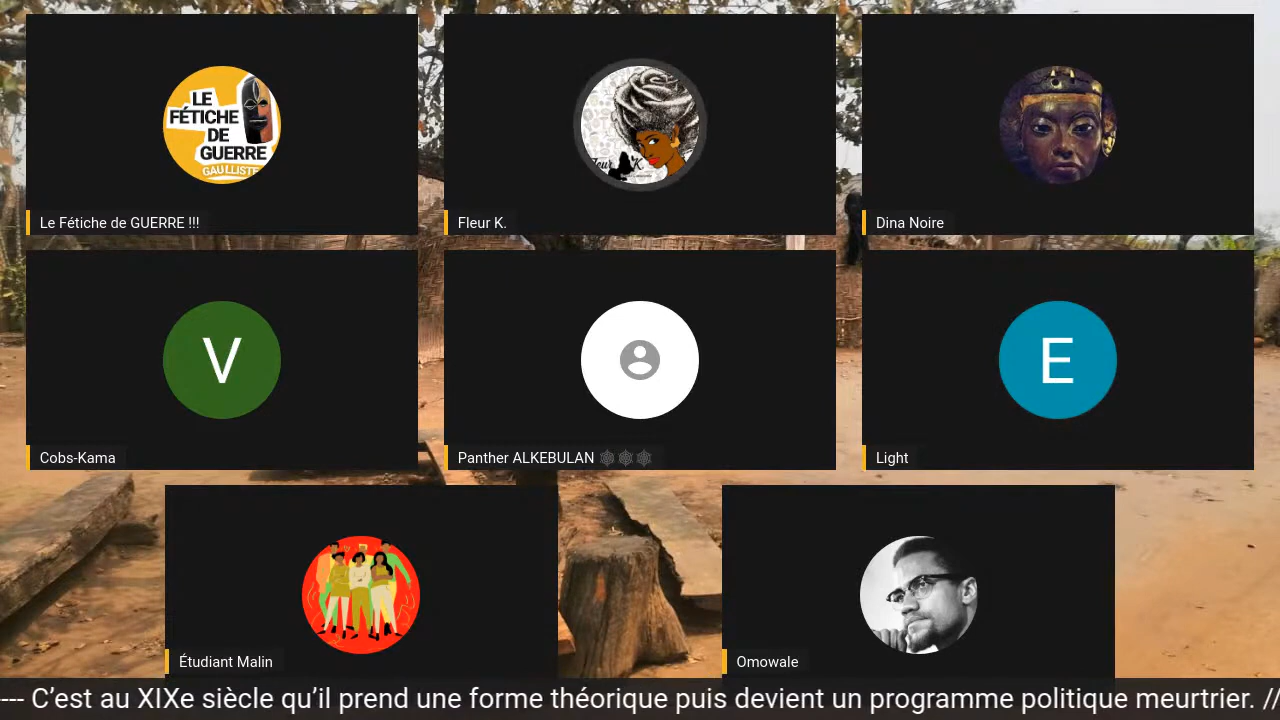 LE
FÉTICHE
DE
GUERRE
GAULLISTE
Le Fétiche de GUERRE !!!
Fleur K.
Dina Noire
V
E
Cobs-Kama
Panther ALKEBULAN 🕸🕸🕸
Light
Étudiant Malin
Omowale
---- C’est au XIXe siècle qu’il prend une forme théorique puis devient un programme politique meurtrier. //